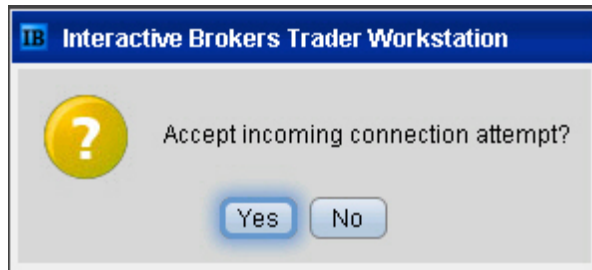 IB Interactive Brokers Trader Workstation
?
Accept incoming connection attempt?
Yes No